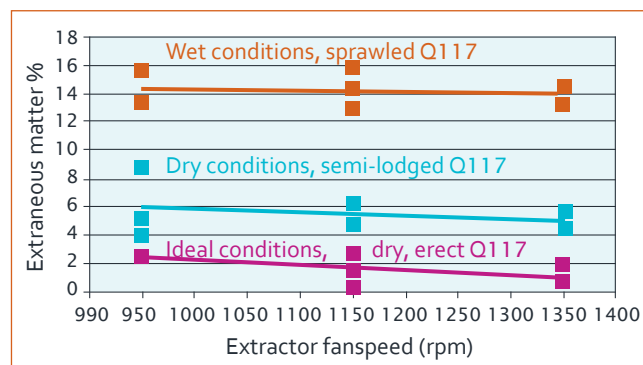 18
16
14
12
10
8
6
4
2
0
Extraneous matter %
Wet conditions, sprawled Q117
Dry conditions, semi-lodged Q117
Ideal conditions, dry, erect Q117
990 950 1000 1050 1100 1150 1200 1250 1300 1350 1400
Extractor fanspeed (rpm)